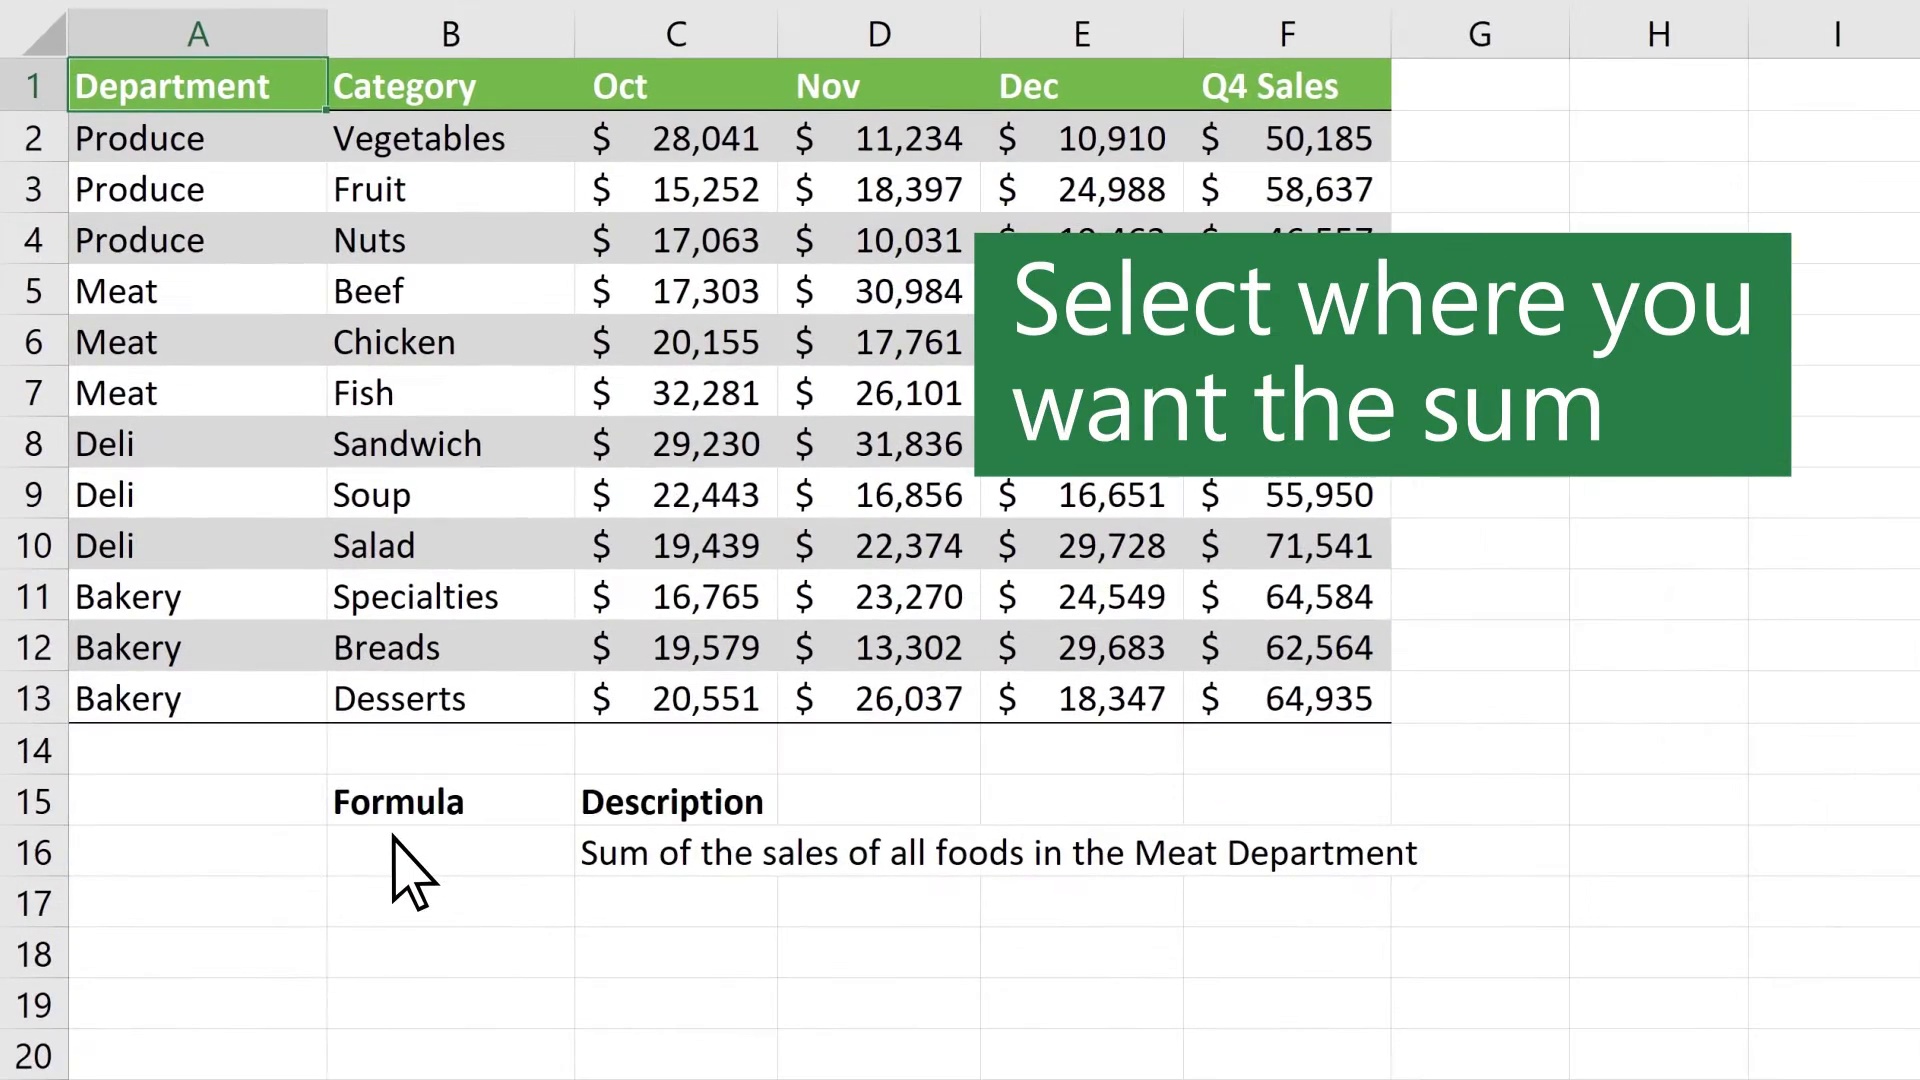 A B C D E F G H I
1 Department Category Oct Nov Dec Q4 Sales
2 Produce Vegetables $ 28,041 $ 11,234 $ 10,910 $ 50,185
3 Produce Fruit $ 15,252 $ 18,397 $ 24,988 $ 58,637
4 Produce Nuts $ 17,063 $ 10,031
5 Meat Beef $ 17,303 $ 30,984
6 Meat Chicken $ 20,155 $ 17,761
7 Meat Fish $ 32,281 $ 26,101
8 Deli Sandwich $ 29,230 $ 31,836
Select where you
want the sum
9 Deli Soup $ 22,443 $ 16,856 $ 16,651 $ 55,950
10 Deli Salad $ 19,439 $ 22,374 $ 29,728 $ 71,541
11 Bakery Specialties $ 16,765 $ 23,270 $ 24,549 $ 64,584
12 Bakery Breads $ 19,579 $ 13,302 $ 29,683 $ 62,564
13 Bakery Desserts $ 20,551 $ 26,037 $ 18,347 $ 64,935
14
15 Formula Description
16 Sum of the sales of all foods in the Meat Department
17
18
19
20